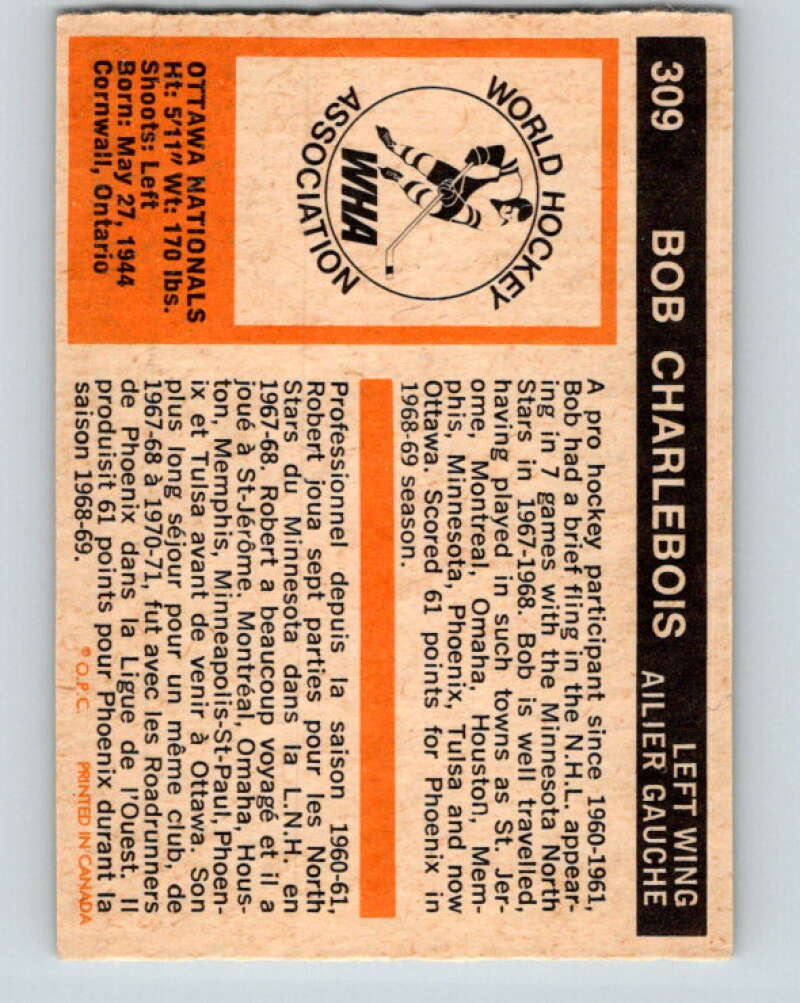 309 BOB CHARLEBOIS LEFT WING
AILIER GAUCHE
WORLD HOCKEY
ASSOCIATION
WHA
OTTAWA NATIONALS
Ht: 5'11" Wt: 170 lbs.
Shoots: Left
Born: May 27, 1944
Cornwall, Ontario
A pro hockey participant since 1960-1961,
Bob had a brief fling in the N.H.L. appear-
ing in 7 games with the Minnesota North
Stars in 1967-1968. Bob is well travelled,
having played in such towns as St. Jer-
ome, Montreal, Omaha, Houston, Mem-
phis, Minnesota, Phoenix, Tulsa and now
Ottawa. Scored 61 points for Phoenix in
1968-69 season.
Professionnel depuis la saison 1960-61,
Robert joua sept parties pour les North
Stars du Minnesota dans la L.N.H. en
1967-68. Robert a beaucoup voyagé et il a
joué à St-Jérôme, Montréal, Omaha, Hous-
ton, Memphis, Minneapolis-St-Paul, Phoen-
ix et Tulsa avant de venir à Ottawa. Son
plus long séjour pour un même club, de
1967-68 à 1970-71, fut avec les Roadrunners
de Phoenix dans la Ligue de l'Ouest. Il
produisit 61 points pour Phoenix durant la
saison 1968-69.
© O.P.C. PRINTED IN CANADA